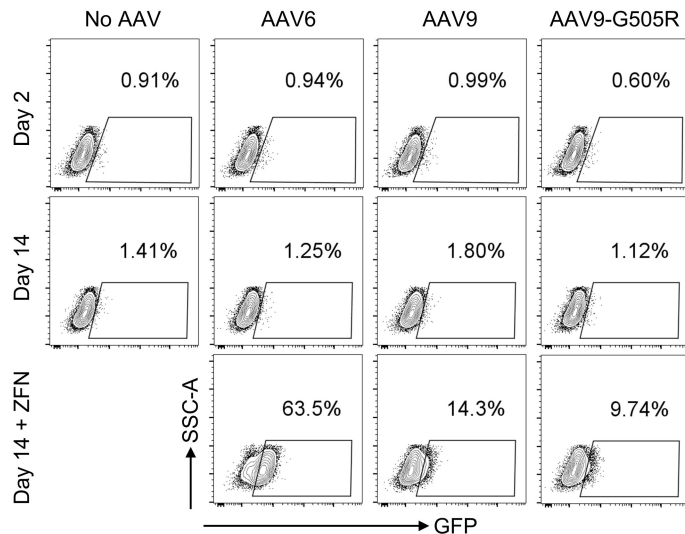 No AAV AAV6 AAV9 AAV9-G505R
Day 2
0.91% 0.94% 0.99% 0.60%
Day 14
1.41% 1.25% 1.80% 1.12%
Day 14 + ZFN
SSC-A
63.5% 14.3% 9.74%
GFP